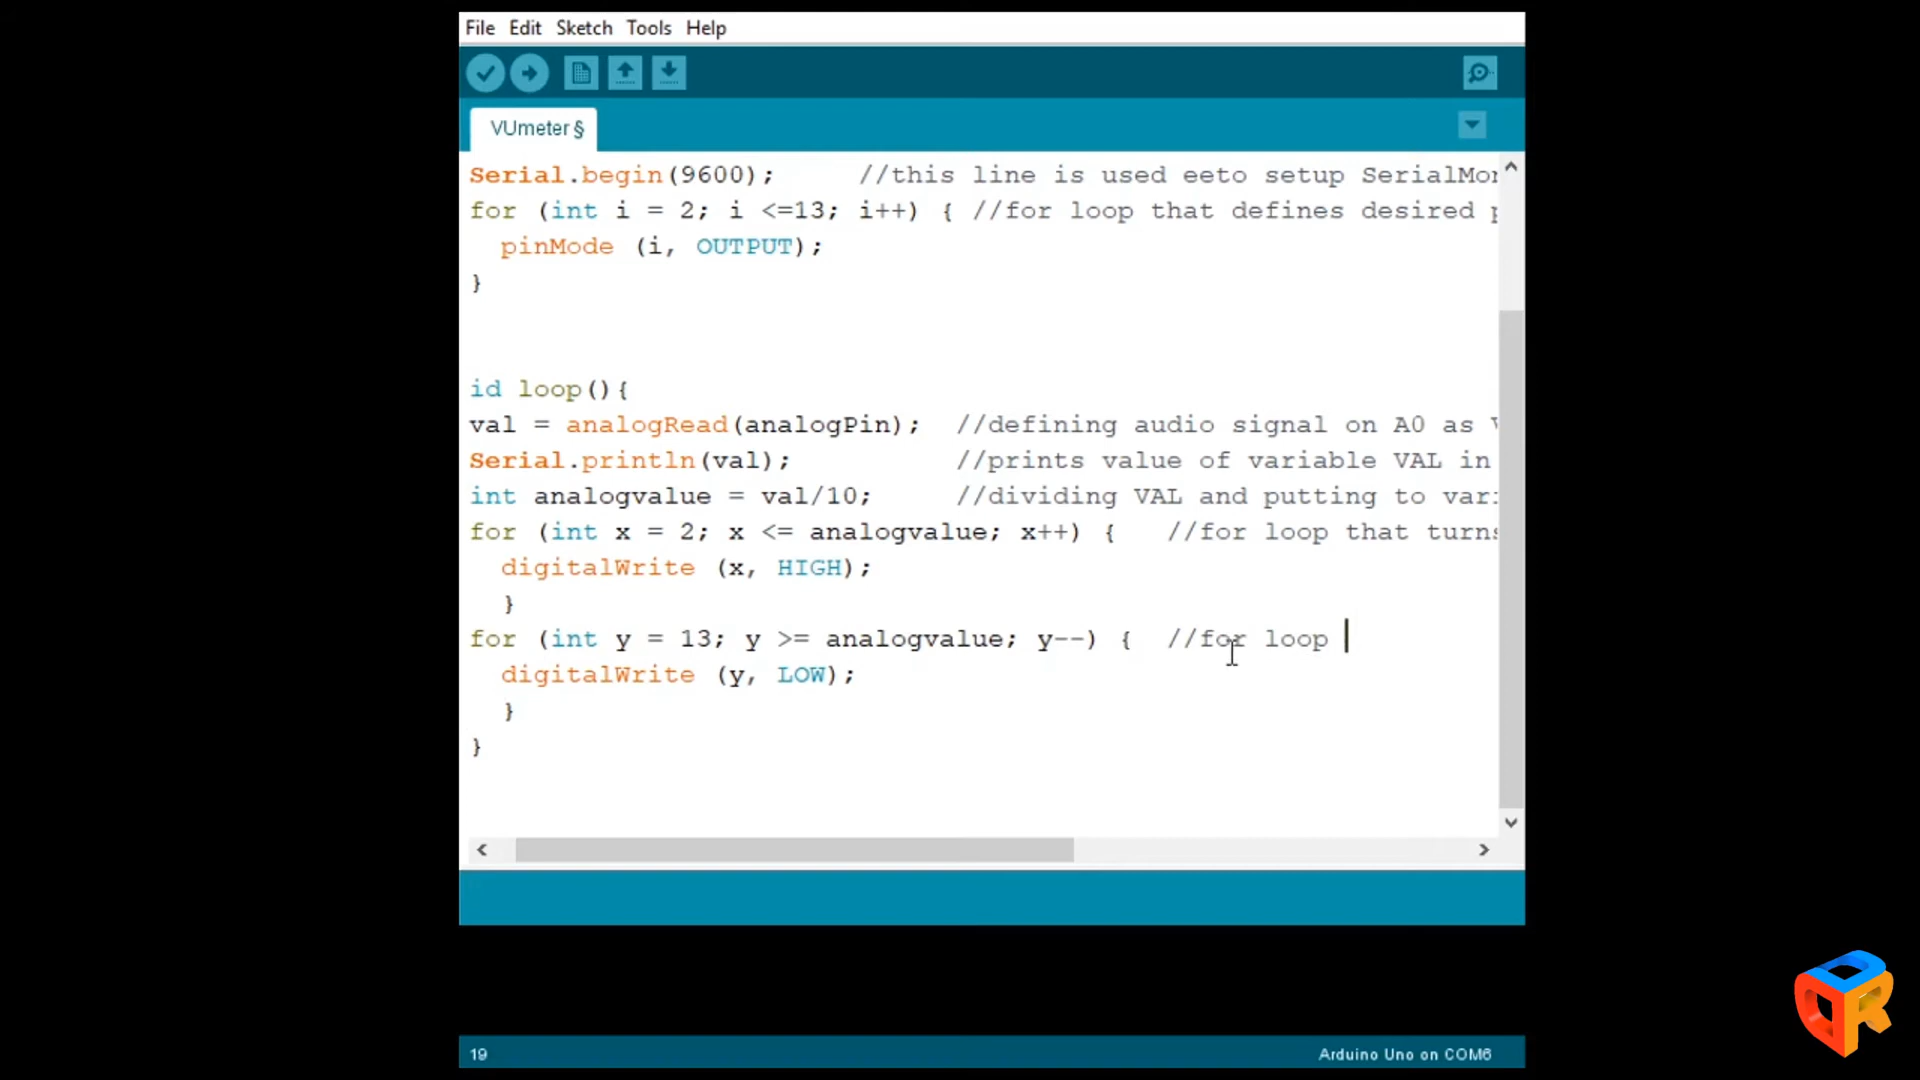 File Edit Sketch Tools Help
VUmeter §
Serial.begin(9600); //this line is used eeto setup SerialMo
for (int i = 2; i <=13; i++) { //for loop that defines desired
pinMode (i, OUTPUT);
}
id loop(){
val = analogRead(analogPin); //defining audio signal on A0 as
Serial.println(val); //prints value of variable VAL in
int analogvalue = val/10; //dividing VAL and putting to var
for (int x = 2; x <= analogvalue; x++) { //for loop that turn
digitalWrite (x, HIGH);
}
for (int y = 13; y >= analogvalue; y--) { //for loop
digitalWrite (y, LOW);
}
}
19
Arduino Uno on COM6